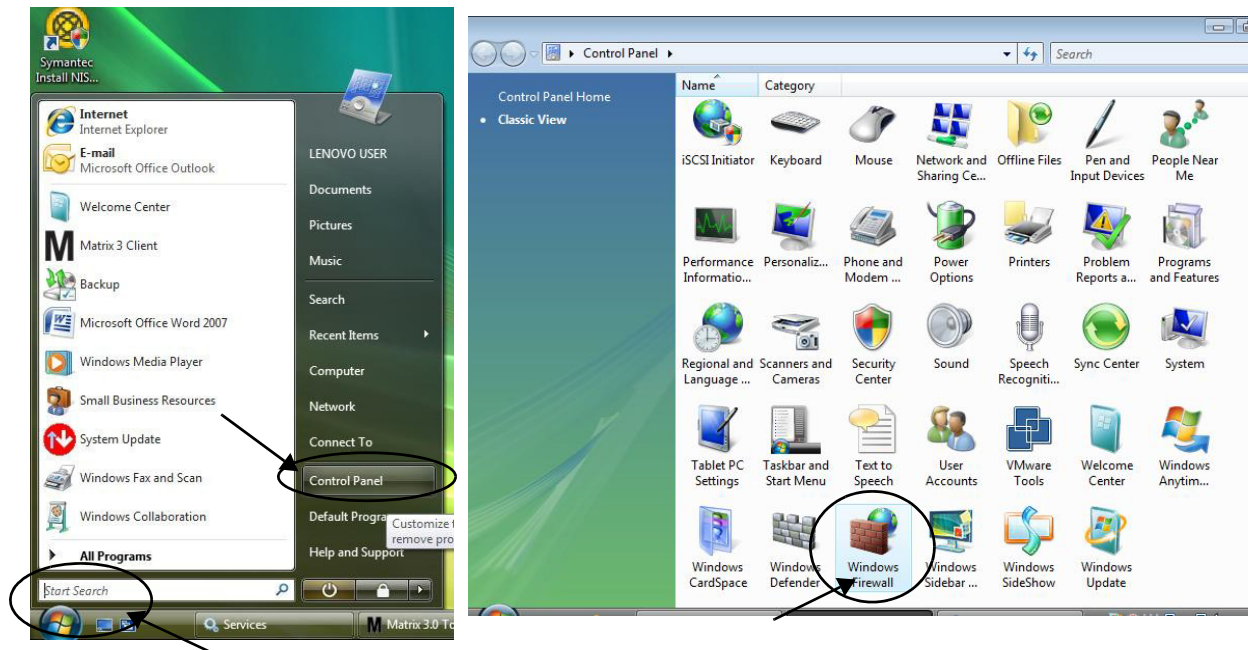 Symantec
Install NIS...
Internet
Internet Explorer
E-mail
Microsoft Office Outlook
Welcome Center
M
Matrix 3 Client
Backup
Microsoft Office Word 2007
Windows Media Player
Small Business Resources
System Update
Windows Fax and Scan
Windows Collaboration
All Programs
Start Search
LENOVO USER
Documents
Pictures
Music
Search
Recent Items
Computer
Network
Connect To
Control Panel
Default Progra
Customize t
remove pro
Help and Support
Services
M Matrix 3.0 To
Control Panel
Search
Control Panel Home
Classic View
Name Category
iSCSI Initiator
Keyboard
Mouse
Network and
Sharing Ce...
Offline Files
Pen and
Input Devices
People Near
Me
Performance
Informatio...
Personaliz...
Phone and
Modem ...
Power
Options
Printers
Problem
Reports a...
Programs
and Features
Regional and
Language ...
Scanners and
Cameras
Security
Center
Sound
Speech
Recogniti...
Sync Center
System
Tablet PC
Settings
Taskbar and
Start Menu
Text to
Speech
User
Accounts
VMware
Tools
Welcome
Center
Windows
Anytim...
Windows
CardSpace
Windows
Defender
Windows
Firewall
Windows
Sidebar ...
Windows
SideShow
Windows
Update